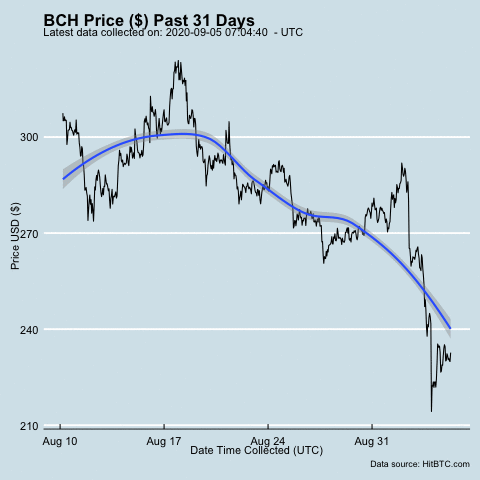 BCH Price ($) Past 31 Days
Latest data collected on: 2020-09-05 07:04:40 - UTC
300
270
240
210
Price USD ($)
Aug 10 Aug 17 Aug 24 Aug 31
Date Time Collected (UTC)
Data source: HitBTC.com